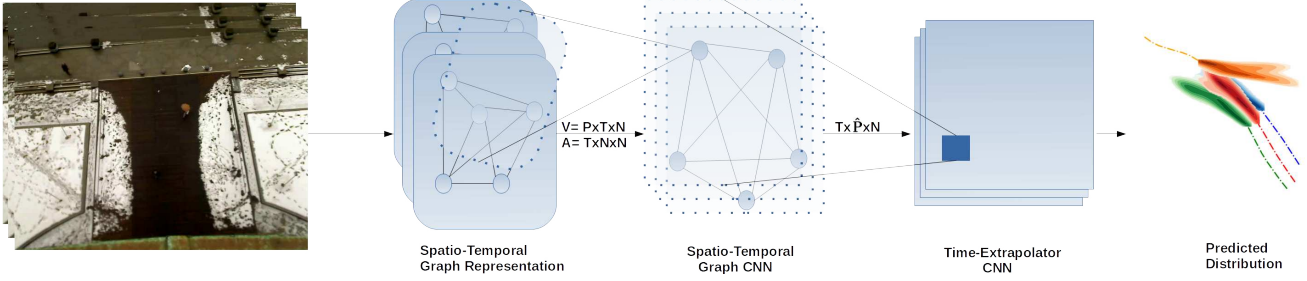 V= PxTxN
A= TxNxN
TxP̂xN
Spatio-Temporal
Graph Representation
Spatio-Temporal
Graph CNN
Time-Extrapolator
CNN
Predicted
Distribution